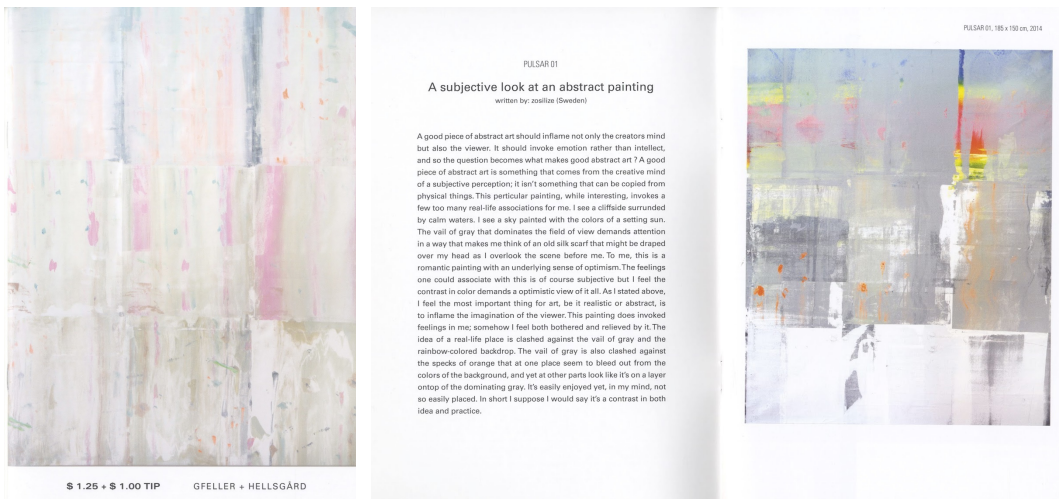 $ 1.25 + $ 1.00 TIP GFELLER + HELLSGÅRD
PULSAR 01
A subjective look at an abstract painting
written by: zosilize (Sweden)
A good piece of abstract art should inflame not only the creators mind
but also the viewer. It should invoke emotion rather than intellect,
and so the question becomes what makes good abstract art ? A good
piece of abstract art is something that comes from the creative mind
of a subjective perception; it isn't something that can be copied from
physical things. This perticular painting, while interesting, invokes a
few too many real-life associations for me. I see a cliffside surrunded
by calm waters. I see a sky painted with the colors of a setting sun.
The vail of gray that dominates the field of view demands attention
in a way that makes me think of an old silk scarf that might be draped
over my head as I overlook the scene before me. To me, this is a
romantic painting with an underlying sense of optimism. The feelings
one could associate with this is of course subjective but I feel the
contrast in color demands a optimistic view of it all. As I stated above,
I feel the most important thing for art, be it realistic or abstract, is
to inflame the imagination of the viewer. This painting does invoked
feelings in me; somehow I feel both bothered and relieved by it. The
idea of a real-life place is clashed against the vail of gray and the
rainbow-colored backdrop. The vail of gray is also clashed against
the specks of orange that at one place seem to bleed out from the
colors of the background, and yet at other parts look like it's on a layer
ontop of the dominating gray. It's easily enjoyed yet, in my mind, not
so easily placed. In short I suppose I would say it's a contrast in both
idea and practice.
PULSAR 01, 185 x 150 cm, 2014